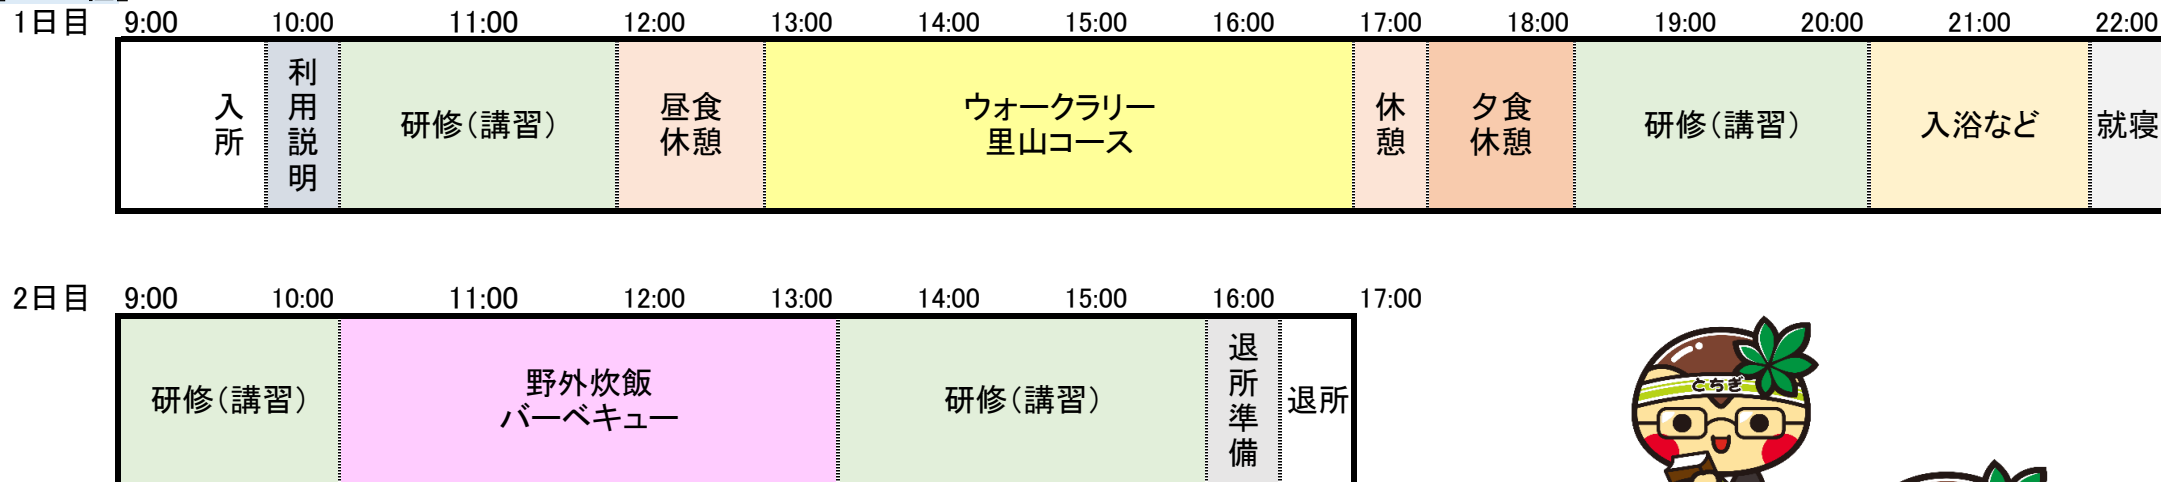 1日目 9:00 10:00 11:00 12:00 13:00 14:00 15:00 16:00 17:00 18:00 19:00 20:00 21:00 22:00
入所
利用説明
研修（講習）
昼食
休憩
ウォークラリー
里山コース
休憩
夕食
休憩
研修（講習）
入浴など
就寝
2日目 9:00 10:00 11:00 12:00 13:00 14:00 15:00 16:00 17:00
研修（講習）
野外炊飯
バーベキュー
研修（講習）
退所準備
退所
とちぎ